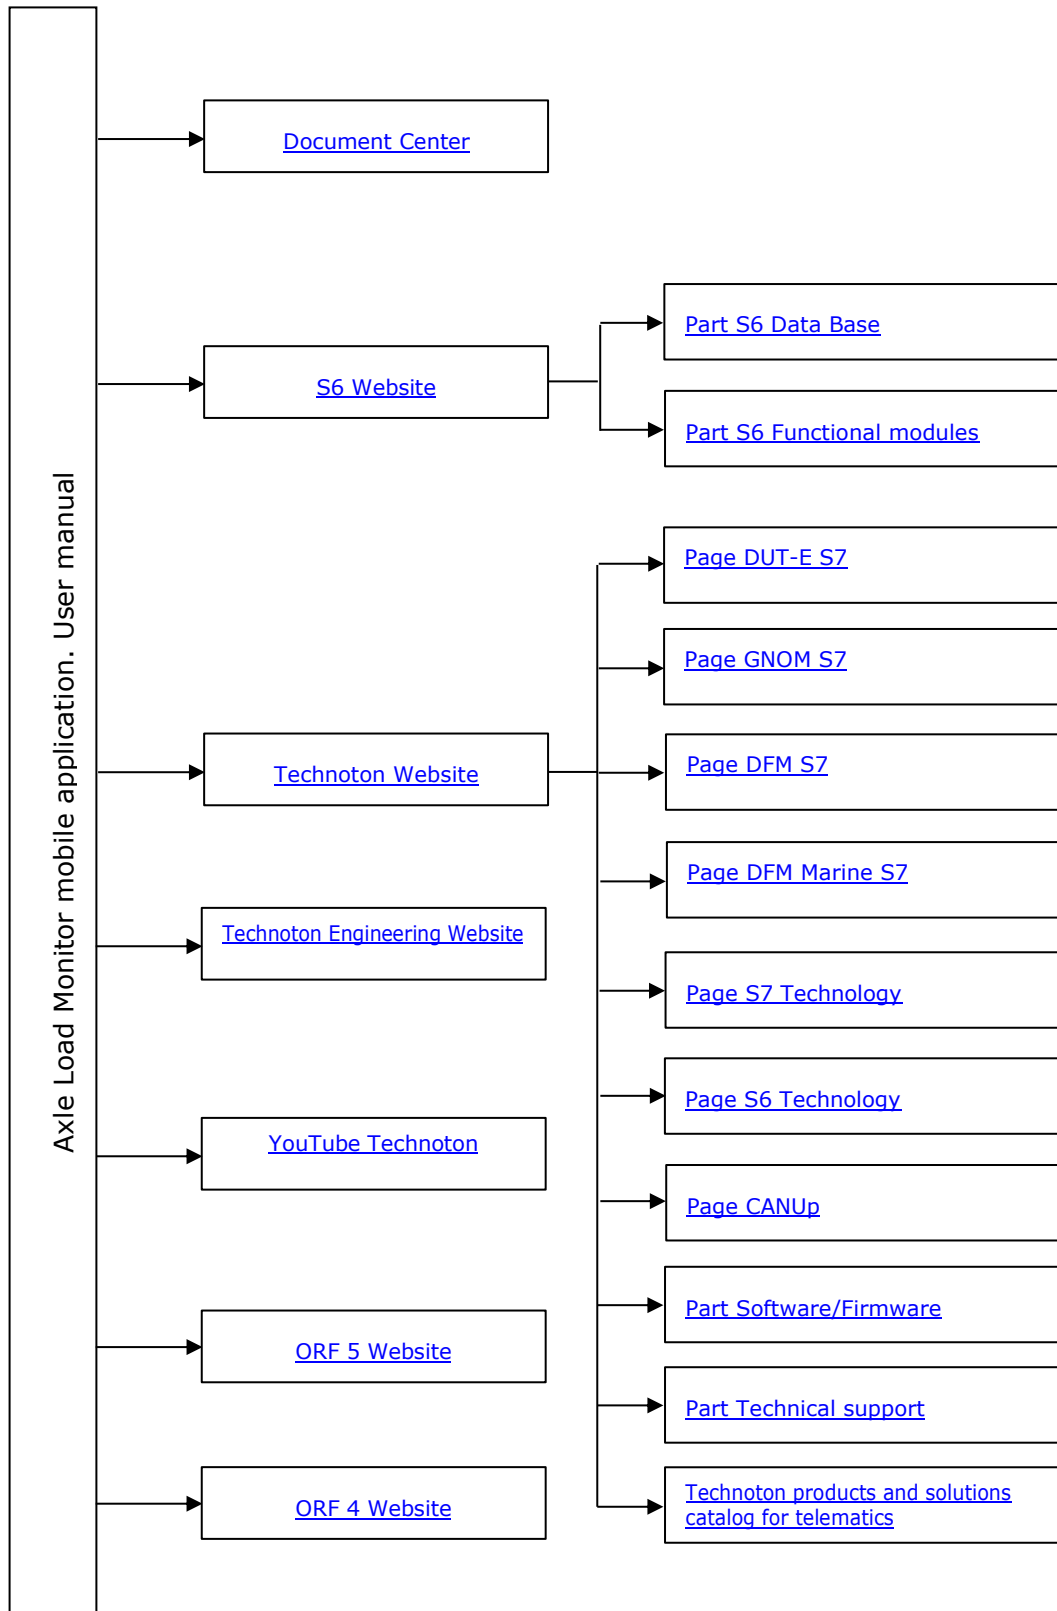 Axle Load Monitor mobile application. User manual
Document Center
S6 Website
Part S6 Data Base
Part S6 Functional modules
Technoton Website
Page DUT-E S7
Page GNOM S7
Page DFM S7
Page DFM Marine S7
Page S7 Technology
Page S6 Technology
Page CANUp
Part Software/Firmware
Part Technical support
Technoton products and solutions
catalog for telematics
Technoton Engineering Website
YouTube Technoton
ORF 5 Website
ORF 4 Website